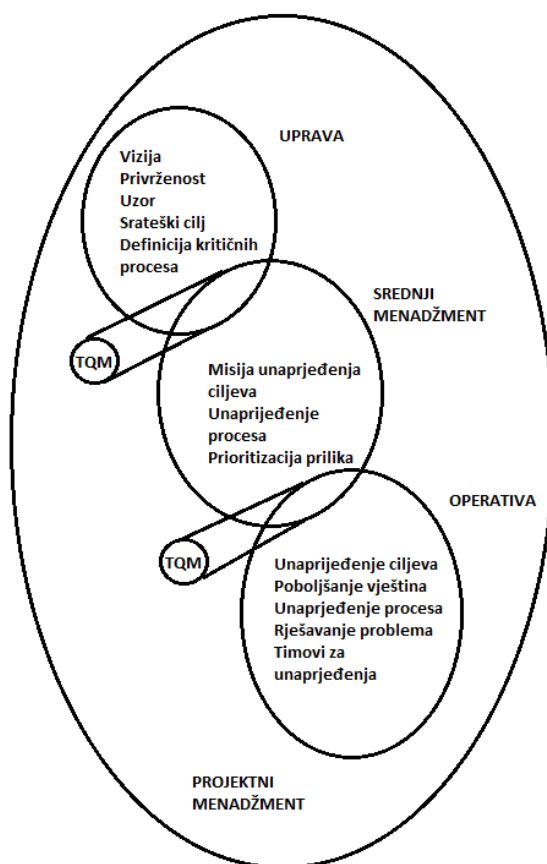 UPRAVA
Vizija
Privrženost
Uzor
Srateški cilj
Definicija kritičnih
procesa
TQM
SREDNJI
MENADŽMENT
Misija unaprjeđenja
ciljeva
Unaprijeđenje
procesa
Prioritizacija prilika
TQM
OPERATIVA
Unaprijeđenje ciljeva
Poboljšanje vještina
Unaprjeđenje procesa
Rješavanje problema
Timovi za
unaprjeđenja
PROJEKTNI
MENADŽMENT